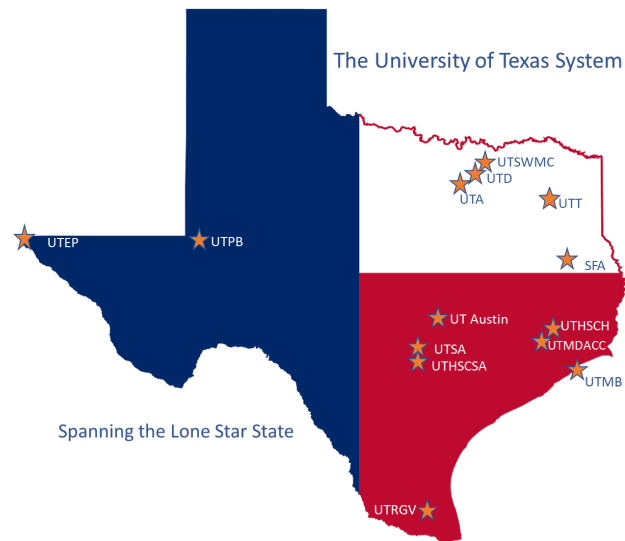 The University of Texas System
UTSWMC
UTD
UTA
UTT
UTEP
UTPB
SFA
UT Austin
UTHSCH
UTMDACC
UTSA
UTHSCSA
UTMB
Spanning the Lone Star State
UTRGV